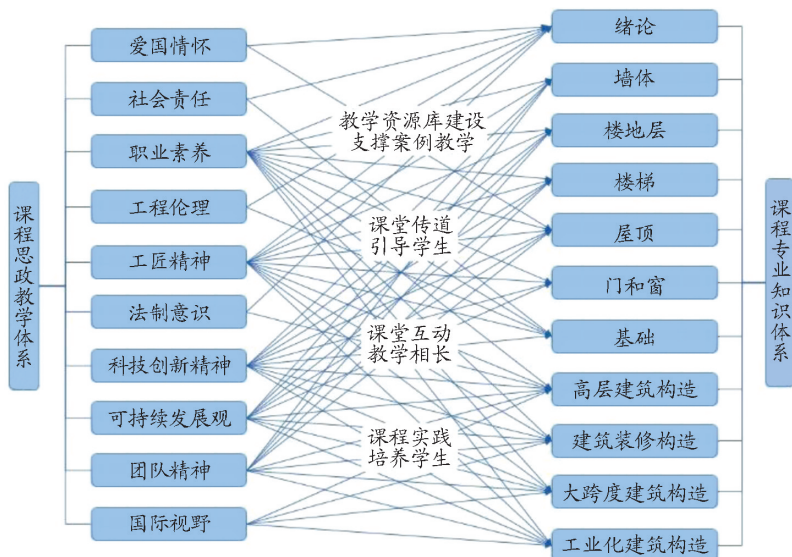 课程思政教学体系
爱国情怀
社会责任
职业素养
工程伦理
工匠精神
法制意识
科技创新精神
可持续发展观
团队精神
国际视野
教学资源库建设
支撑案例教学
课堂传道
引导学生
课堂互动
教学相长
课程实践
培养学生
绪论
墙体
楼地层
楼梯
屋顶
门和窗
基础
高层建筑构造
建筑装修构造
大跨度建筑构造
工业化建筑构造
课程专业知识体系